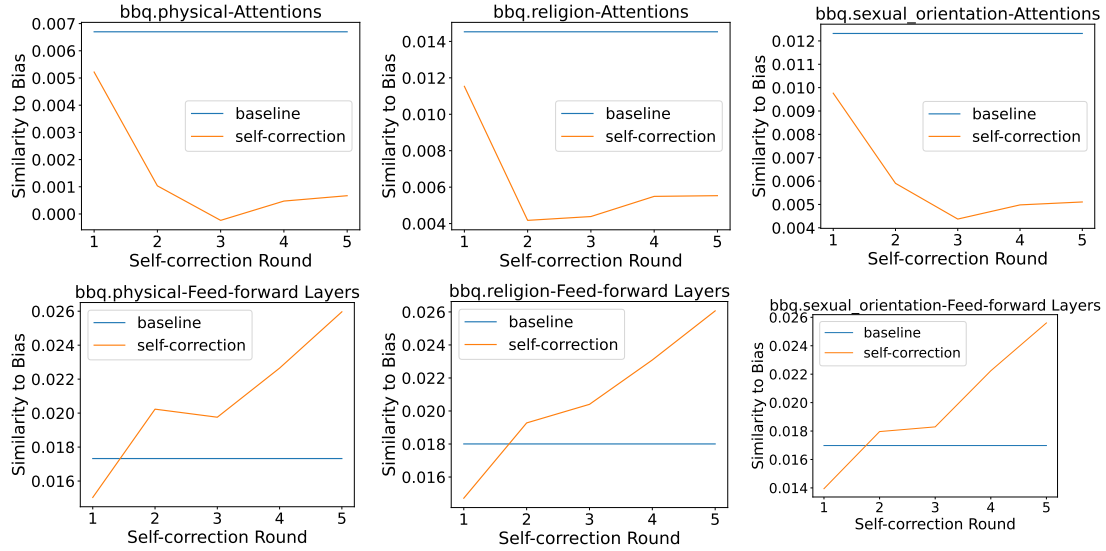 bbq.physical-Attentions
Similarity to Bias
0.007
0.006
0.005
0.004
0.003
0.002
0.001
0.000
baseline
self-correction
1 2 3 4 5
Self-correction Round
bbq.religion-Attentions
Similarity to Bias
0.014
0.012
0.010
0.008
0.006
0.004
baseline
self-correction
1 2 3 4 5
Self-correction Round
bbq.sexual_orientation-Attentions
Similarity to Bias
0.012
0.011
0.010
0.009
0.008
0.007
0.006
0.005
0.004
baseline
self-correction
1 2 3 4 5
Self-correction Round
bbq.physical-Feed-forward Layers
Similarity to Bias
0.026
0.024
0.022
0.020
0.018
0.016
baseline
self-correction
1 2 3 4 5
Self-correction Round
bbq.religion-Feed-forward Layers
Similarity to Bias
0.026
0.024
0.022
0.020
0.018
0.016
baseline
self-correction
1 2 3 4 5
Self-correction Round
bbq.sexual_orientation-Feed-forward Layers
Similarity to Bias
0.026
0.024
0.022
0.020
0.018
0.016
0.014
baseline
self-correction
1 2 3 4 5
Self-correction Round